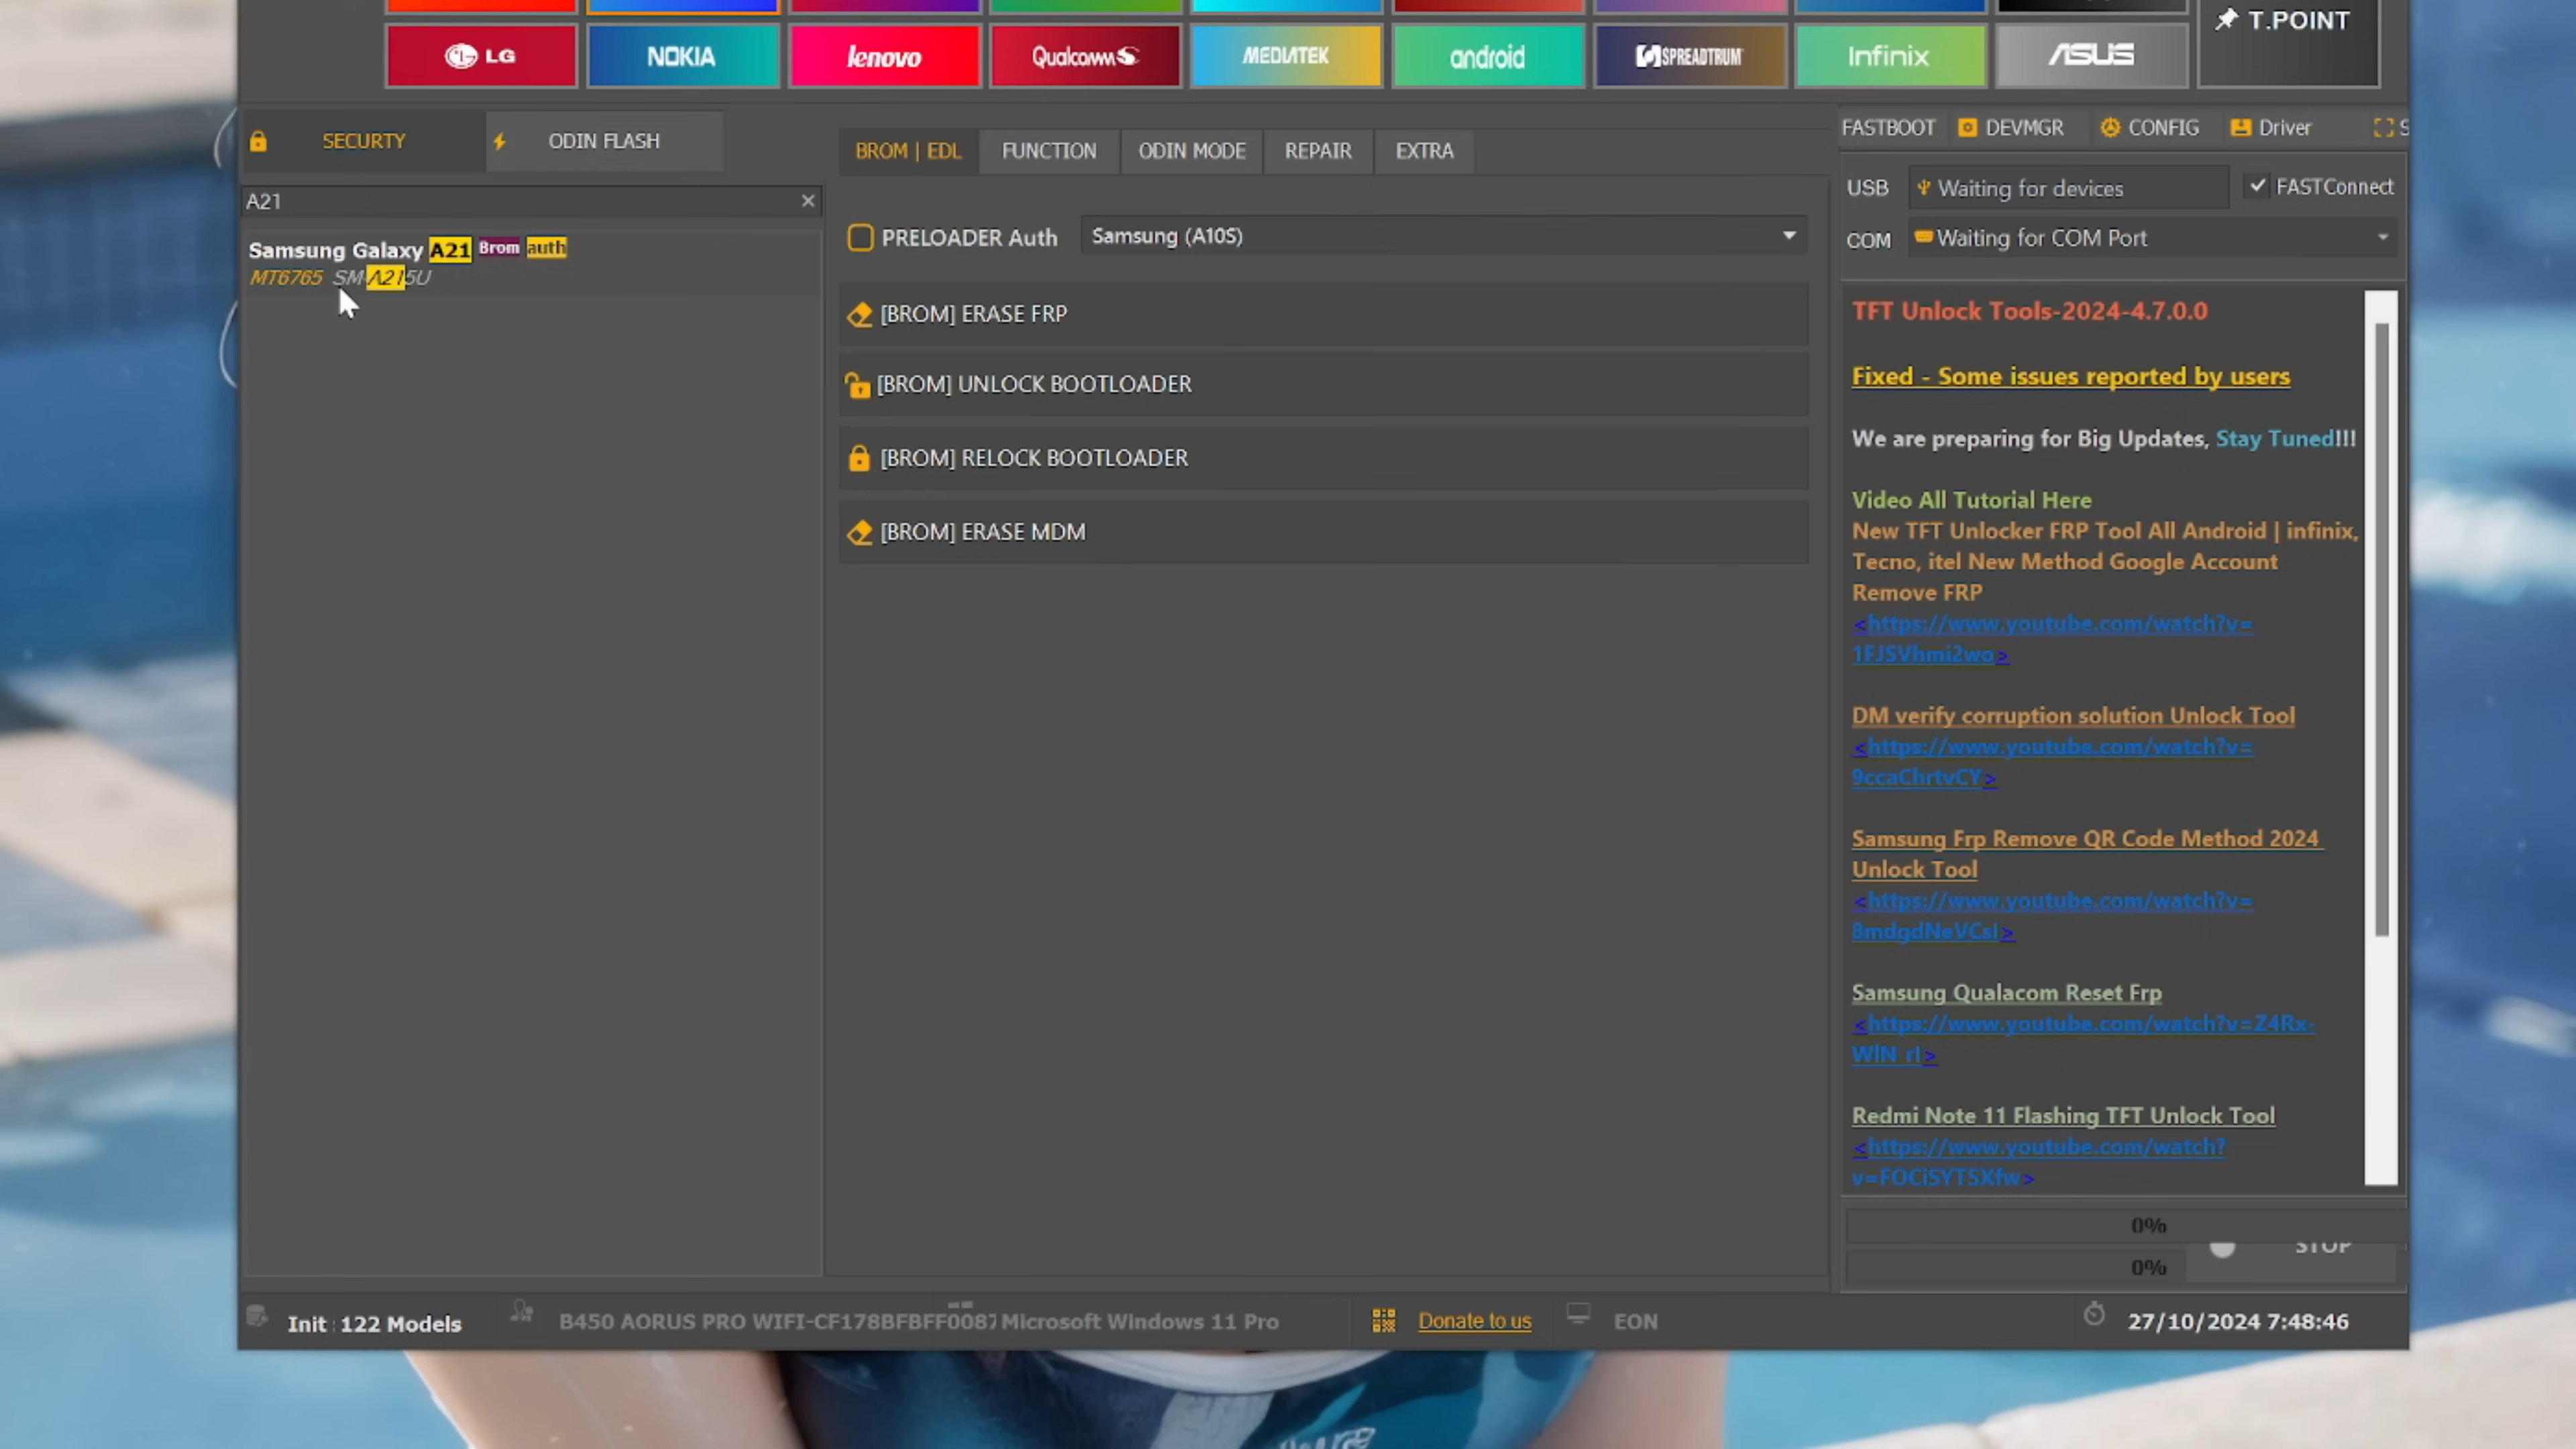 T.POINT
LG
NOKIA
lenovo
Qualcomm
MEDIATEK
android
SPREADTRUM
Infinix
ASUS
SECURTY
ODIN FLASH
A21
Samsung Galaxy A21 Brom auth
MT6765 SM-A215U
BROM | EDL
FUNCTION
ODIN MODE
REPAIR
EXTRA
PRELOADER Auth
Samsung (A10S)
[BROM] ERASE FRP
[BROM] UNLOCK BOOTLOADER
[BROM] RELOCK BOOTLOADER
[BROM] ERASE MDM
FASTBOOT
DEVMGR
CONFIG
Driver
S
USB
Waiting for devices
FASTConnect
COM
Waiting for COM Port
TFT Unlock Tools-2024-4.7.0.0
Fixed - Some issues reported by users
We are preparing for Big Updates, Stay Tuned!!!
Video All Tutorial Here
New TFT Unlocker FRP Tool All Android | infinix,
Tecno, itel New Method Google Account
Remove FRP
<https://www.youtube.com/watch?v=
1FJSVhmi2wo>
DM verify corruption solution Unlock Tool
<https://www.youtube.com/watch?v=
9ccaChrtvCY>
Samsung Frp Remove QR Code Method 2024
Unlock Tool
<https://www.youtube.com/watch?v=
8mdgdNeVCsI>
Samsung Qualacom Reset Frp
<https://www.youtube.com/watch?v=Z4Rx-
WlN_rI>
Redmi Note 11 Flashing TFT Unlock Tool
<https://www.youtube.com/watch?
v=FOCiSYTSXfw>
0%
STOP
0%
Init : 122 Models
B450 AORUS PRO WIFI-CF178BFBFF0087
Microsoft Windows 11 Pro
Donate to us
EON
27/10/2024 7:48:46